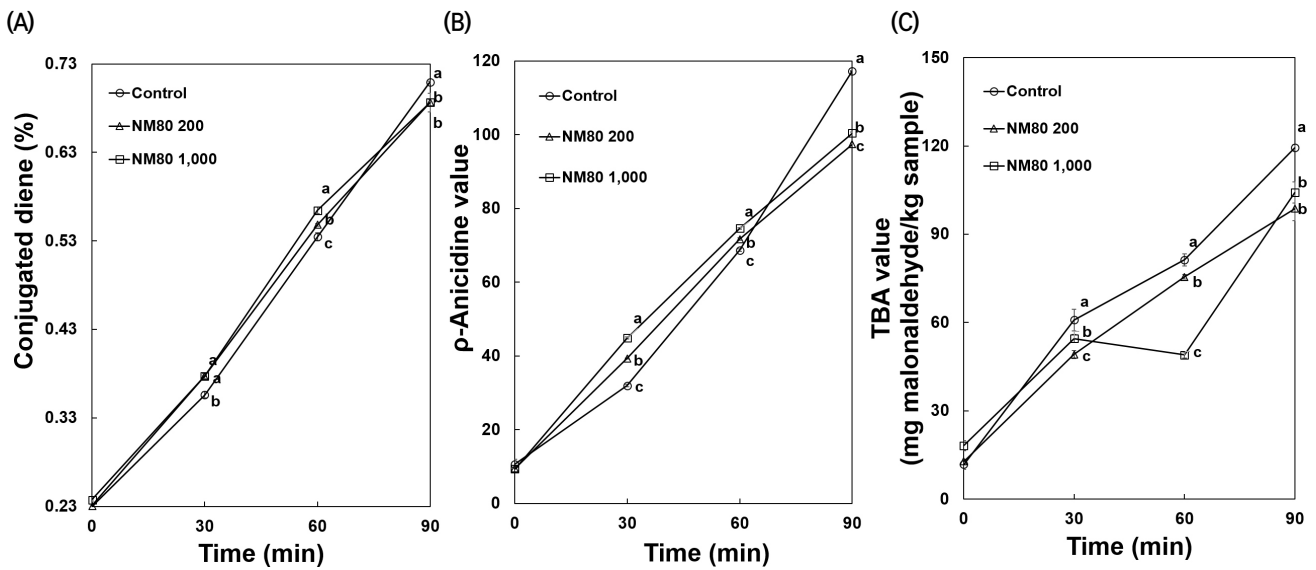 (A)
Conjugated diene (%)
0.73
0.63
0.53
0.43
0.33
0.23
Control
NM80 200
NM80 1,000
a
b
b
a
b
c
a
a
b
0
30
60
90
Time (min)
(B)
ρ-Anicidine value
120
100
80
60
40
20
0
Control
NM80 200
NM80 1,000
a
b
c
a
b
c
a
b
c
0
30
60
90
Time (min)
(C)
TBA value
(mg malonaldehyde/kg sample)
150
120
90
60
30
0
Control
NM80 200
NM80 1,000
a
b
b
a
b
c
a
b
c
0
30
60
90
Time (min)